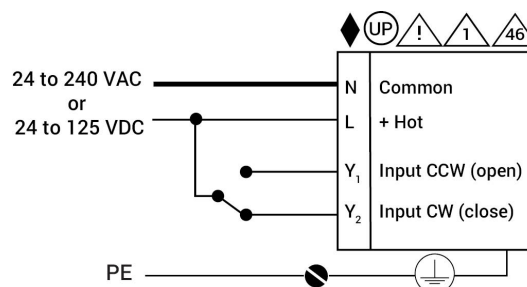 UP ! 1 46
24 to 240 VAC
or
24 to 125 VDC
N Common
L + Hot
Y1 Input CCW (open)
Y2 Input CW (close)
PE